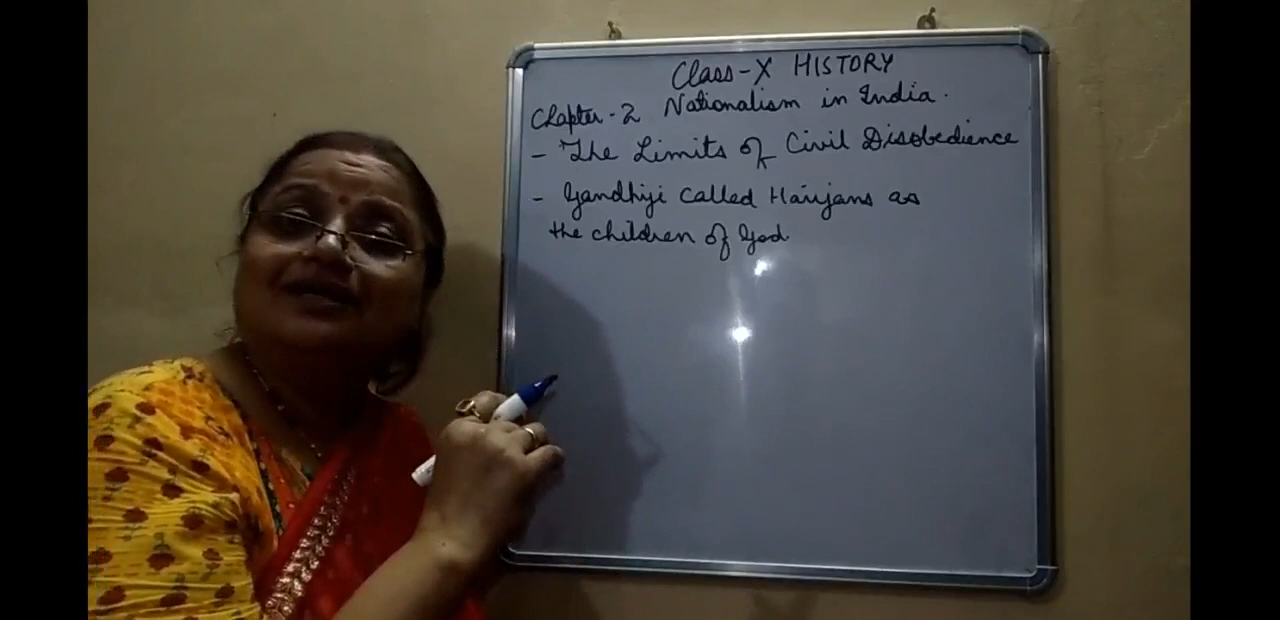 Class-X HISTORY
Chapter-2 Nationalism in India.
- The Limits of Civil Disobedience
- Gandhiji called Harijans as
the children of God